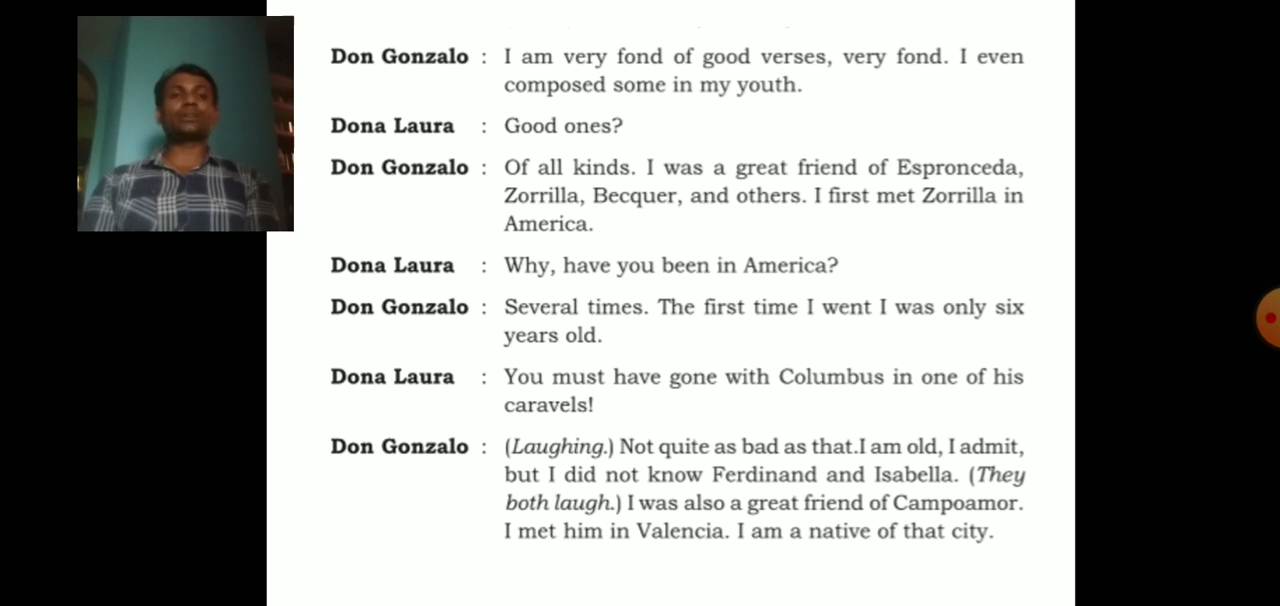 Don Gonzalo : I am very fond of good verses, very fond. I even
composed some in my youth.
Dona Laura : Good ones?
Don Gonzalo : Of all kinds. I was a great friend of Espronceda,
Zorrilla, Becquer, and others. I first met Zorrilla in
America.
Dona Laura : Why, have you been in America?
Don Gonzalo : Several times. The first time I went I was only six
years old.
Dona Laura : You must have gone with Columbus in one of his
caravels!
Don Gonzalo : (Laughing.) Not quite as bad as that.I am old, I admit,
but I did not know Ferdinand and Isabella. (They
both laugh.) I was also a great friend of Campoamor.
I met him in Valencia. I am a native of that city.